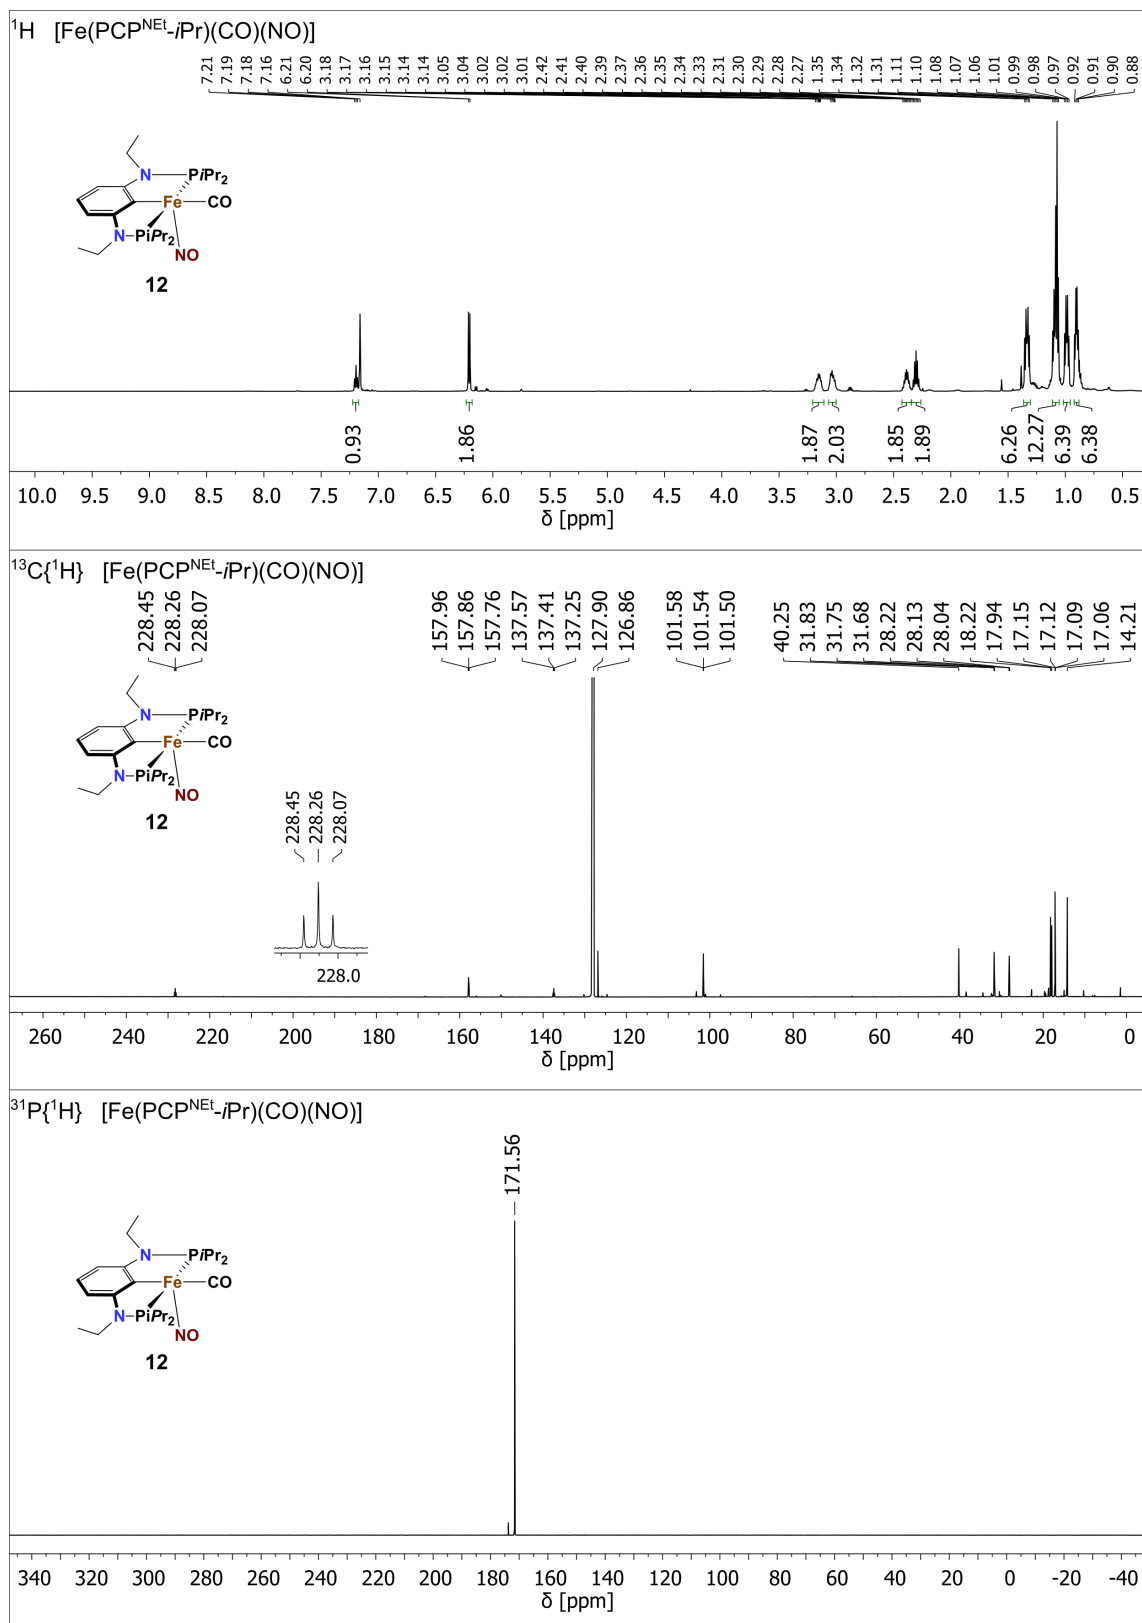 ¹H [Fe(PCPᴺᴱᵗ-iPr)(CO)(NO)]
7.21 7.19 7.18 7.16 6.21 6.20 3.18 3.17 3.16 3.15 3.14 3.14 3.05 3.04 3.02 3.02 3.01 2.42 2.41 2.40 2.39 2.37 2.36 2.35 2.34 2.33 2.31 2.30 2.29 2.28 2.27 1.35 1.34 1.32 1.31 1.11 1.10 1.08 1.07 1.06 1.01 0.99 0.98 0.97 0.92 0.91 0.90 0.88
N PiPr₂
Fe CO
N PiPr₂
NO
12
0.93 1.86 1.87 2.03 1.85 1.89 6.26 12.27 6.39 6.38
10.0 9.5 9.0 8.5 8.0 7.5 7.0 6.5 6.0 5.5 5.0 4.5 4.0 3.5 3.0 2.5 2.0 1.5 1.0 0.5
δ [ppm]
¹³C{¹H} [Fe(PCPᴺᴱᵗ-iPr)(CO)(NO)]
228.45 228.26 228.07 157.96 157.86 157.76 137.57 137.41 137.25 127.90 126.86 101.58 101.54 101.50 40.25 31.83 31.75 31.68 28.22 28.13 28.04 18.22 17.94 17.15 17.12 17.09 17.06 14.21
N PiPr₂
Fe CO
N PiPr₂
NO
12
228.45 228.26 228.07
228.0
260 240 220 200 180 160 140 120 100 80 60 40 20 0
δ [ppm]
³¹P{¹H} [Fe(PCPᴺᴱᵗ-iPr)(CO)(NO)]
171.56
N PiPr₂
Fe CO
N PiPr₂
NO
12
340 320 300 280 260 240 220 200 180 160 140 120 100 80 60 40 20 0 -20 -40
δ [ppm]